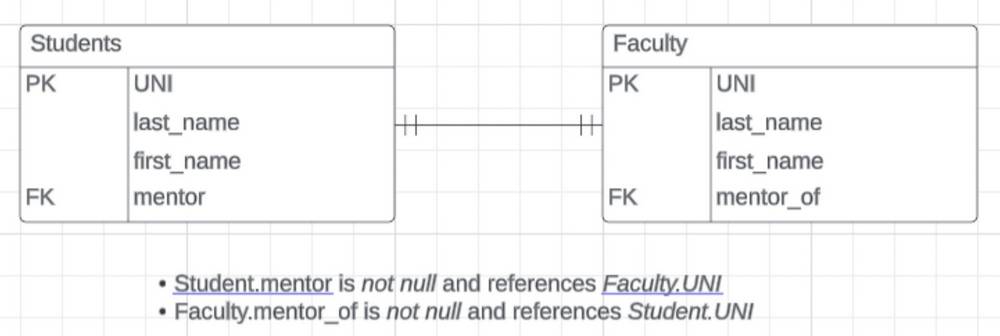 Students
PK UNI
last_name
first_name
FK mentor
Faculty
PK UNI
last_name
first_name
FK mentor_of
• Student.mentor is not null and references Faculty.UNI
• Faculty.mentor_of is not null and references Student.UNI